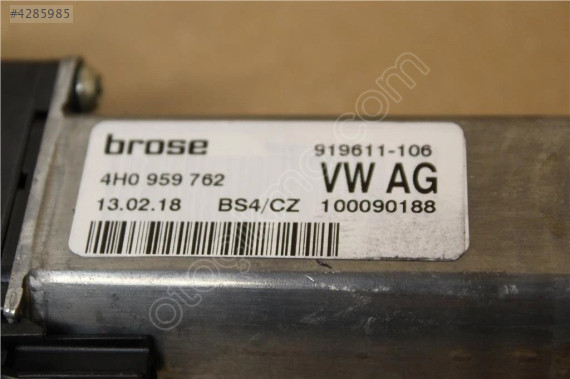 #4285985
brose 919611-106
4H0 959 762 VW AG
13.02.18 BS4/CZ 100090188